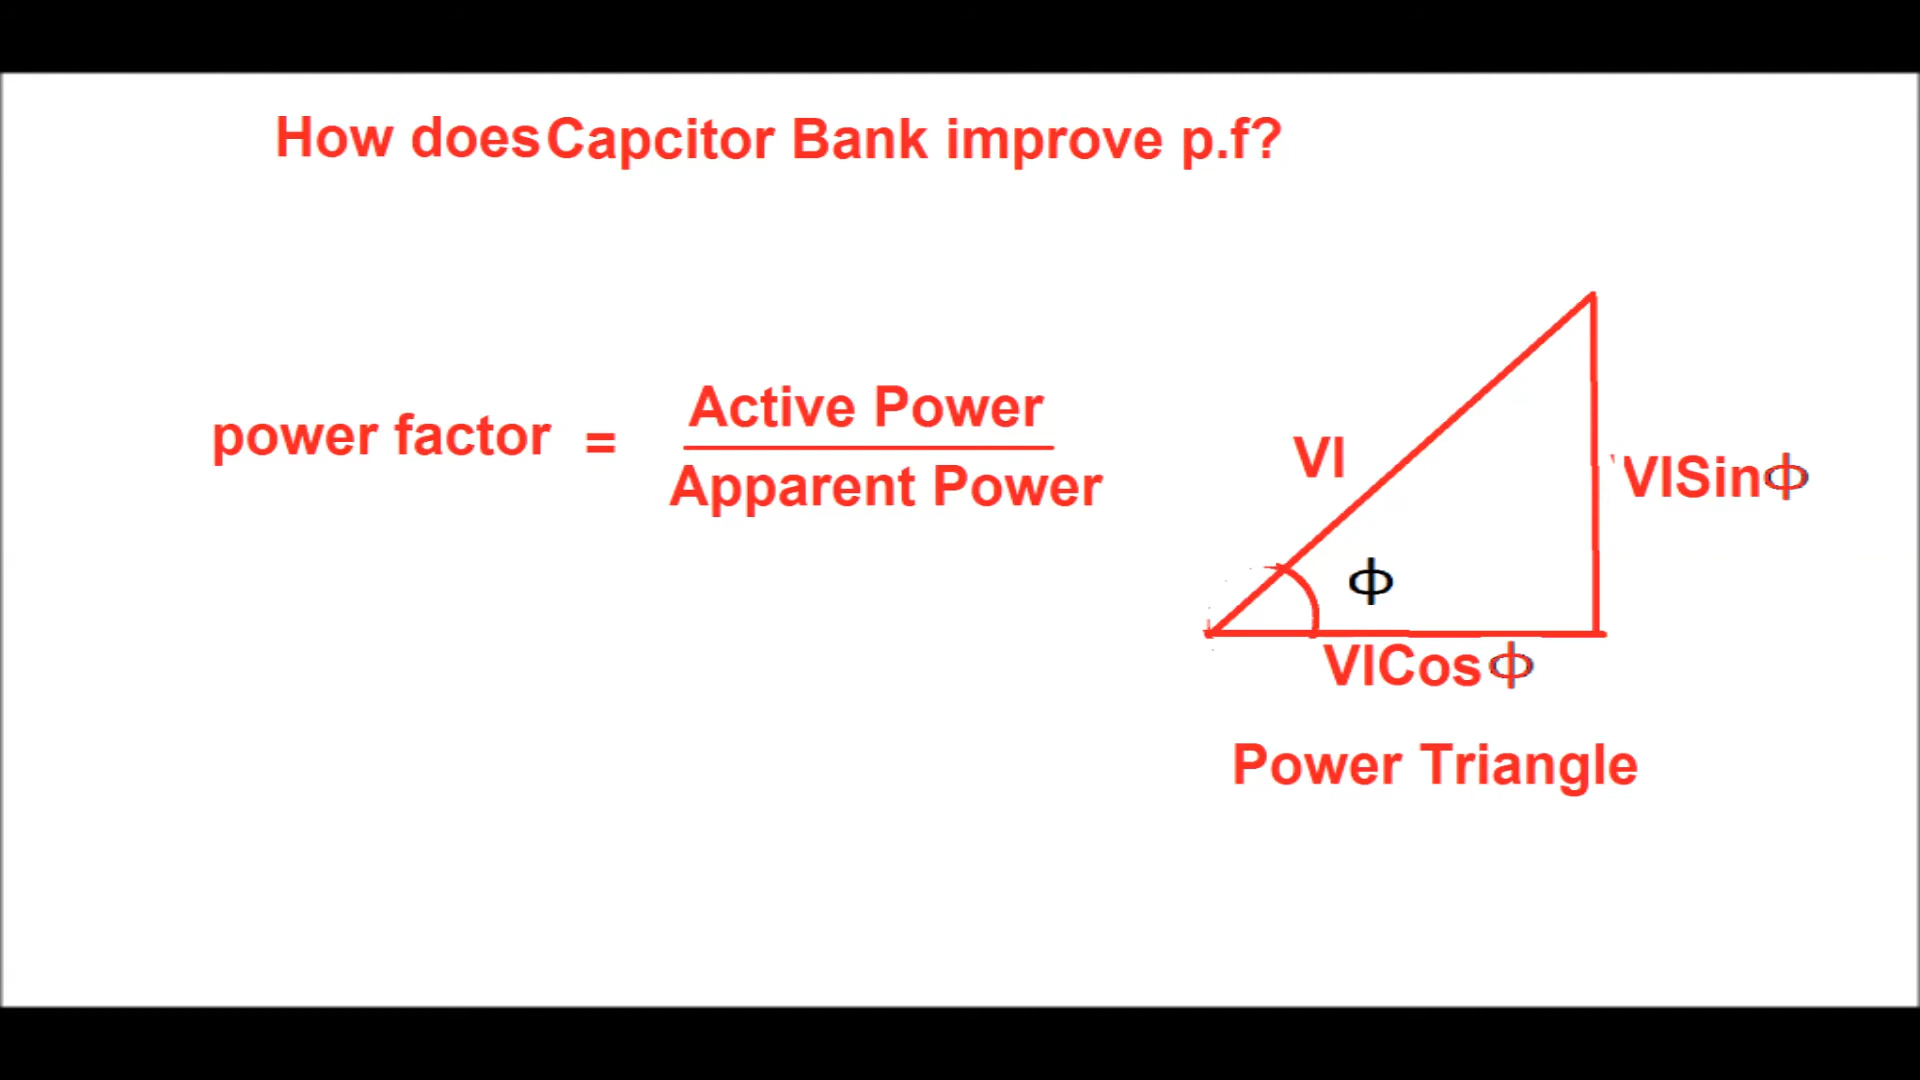 How does Capcitor Bank improve p.f?
power factor = Active Power
Apparent Power
VI
VISinϕ
ϕ
VICosϕ
Power Triangle